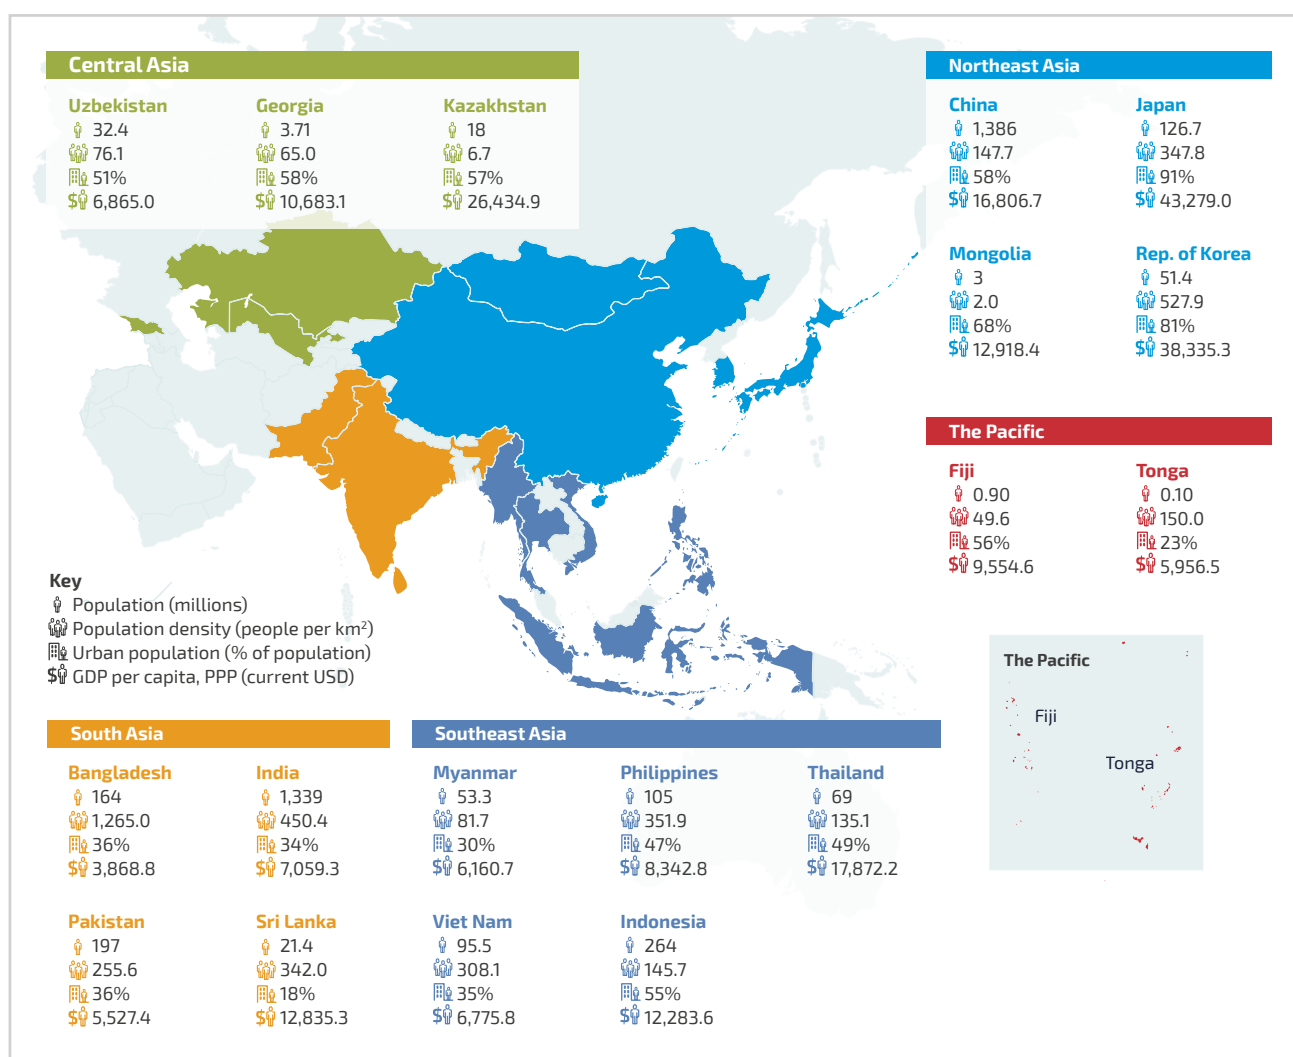 Central Asia
Uzbekistan
32.4
76.1
51%
6,865.0
Georgia
3.71
65.0
58%
10,683.1
Kazakhstan
18
6.7
57%
26,434.9
Northeast Asia
China
1,386
147.7
58%
$ 16,806.7
Japan
126.7
347.8
91%
$ 43,279.0
Mongolia
3
2.0
68%
$ 12,918.4
Rep. of Korea
51.4
527.9
81%
$ 38,335.3
The Pacific
Fiji
0.90
49.6
56%
$ 9,554.6
Tonga
0.10
150.0
23%
$ 5,956.5
Key
Population (millions)
Population density (people per km²)
Urban population (% of population)
$ GDP per capita, PPP (current USD)
The Pacific
Fiji
Tonga
South Asia
Bangladesh
164
1,265.0
36%
$ 3,868.8
India
1,339
450.4
34%
$ 7,059.3
Pakistan
197
255.6
36%
$ 5,527.4
Sri Lanka
21.4
342.0
18%
$ 12,835.3
Southeast Asia
Myanmar
53.3
81.7
30%
$ 6,160.7
Philippines
105
351.9
47%
$ 8,342.8
Thailand
69
135.1
49%
$ 17,872.2
Viet Nam
95.5
308.1
35%
$ 6,775.8
Indonesia
264
145.7
55%
$ 12,283.6